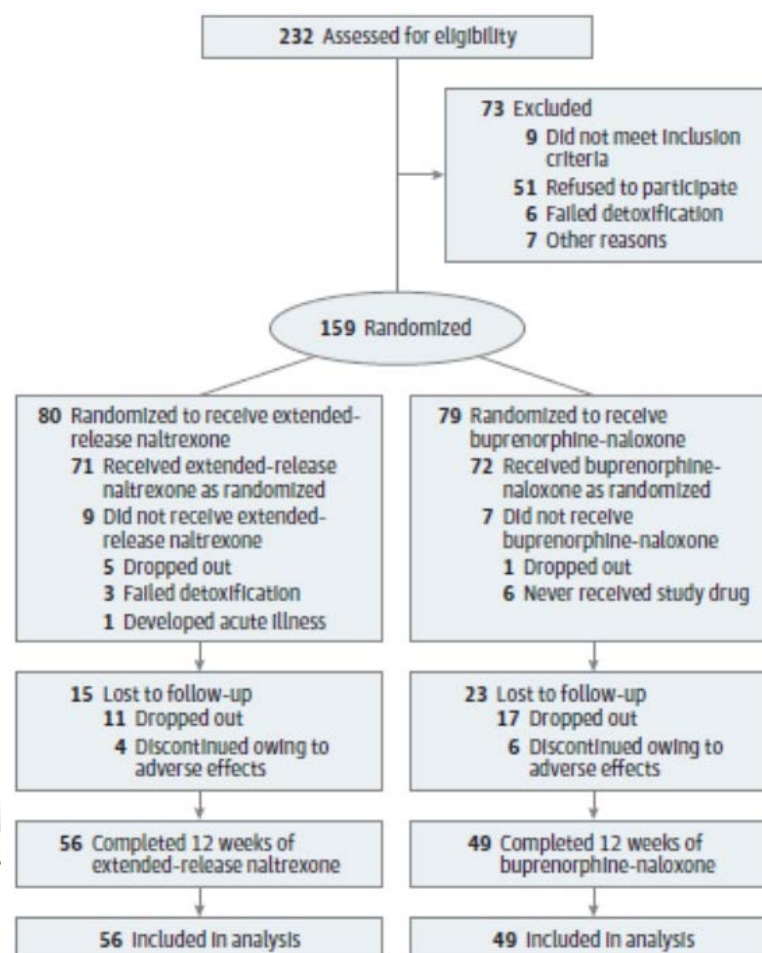 232 Assessed for eligibility
73 Excluded
9 Did not meet inclusion
criteria
51 Refused to participate
6 Failed detoxification
7 Other reasons
159 Randomized
80 Randomized to receive extended-
release naltrexone
71 Received extended-release
naltrexone as randomized
9 Did not receive extended-
release naltrexone
5 Dropped out
3 Failed detoxification
1 Developed acute illness
79 Randomized to receive
buprenorphine-naloxone
72 Received buprenorphine-
naloxone as randomized
7 Did not receive
buprenorphine-naloxone
1 Dropped out
6 Never received study drug
15 Lost to follow-up
11 Dropped out
4 Discontinued owing to
adverse effects
23 Lost to follow-up
17 Dropped out
6 Discontinued owing to
adverse effects
56 Completed 12 weeks of
extended-release naltrexone
49 Completed 12 weeks of
buprenorphine-naloxone
56 Included in analysis
49 Included in analysis